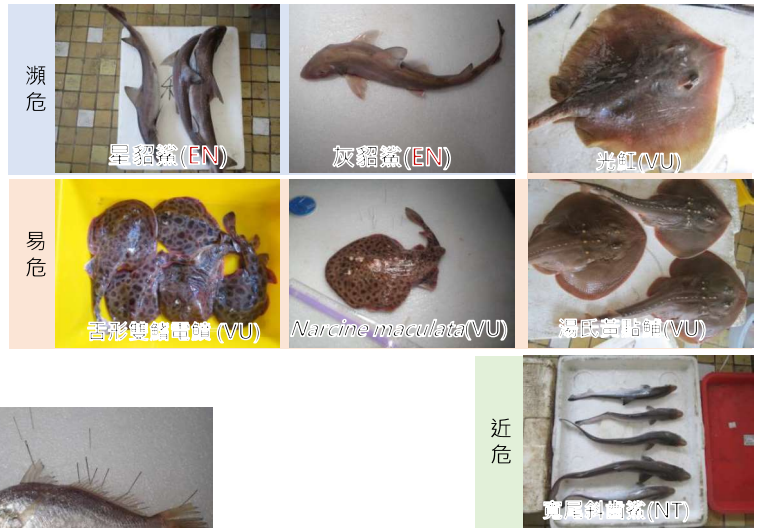 瀕危
星貂鯊(EN)
灰貂鯊(EN)
光魟(VU)
易危
舌形雙鰭電鱝 (VU)
Narcine maculata(VU)
湯氏黃點鯆(VU)
近危
寬尾斜齒鯊(NT)